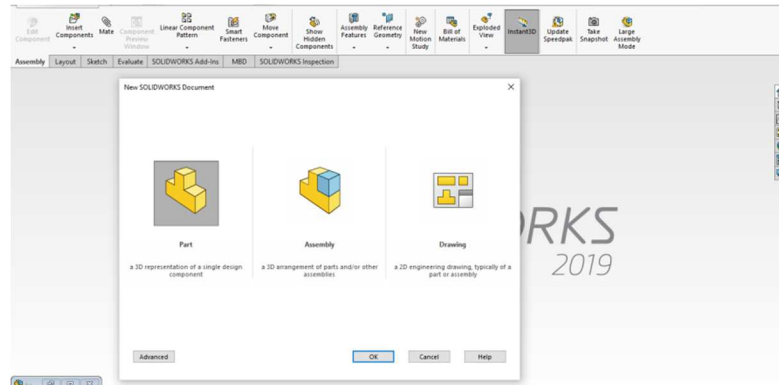 Edit
Component
Insert
Components
Mate
Component
Preview
Window
Linear Component
Pattern
Smart
Fasteners
Move
Component
Show
Hidden
Components
Assembly
Features
Reference
Geometry
New
Motion
Study
Bill of
Materials
Exploded
View
Instant3D
Update
Speedpak
Take
Snapshot
Large
Assembly
Mode
Assembly Layout Sketch Evaluate SOLIDWORKS Add-Ins MBD SOLIDWORKS Inspection
New SOLIDWORKS Document
Part
a 3D representation of a single design
component
Assembly
a 3D arrangement of parts and/or other
assemblies
Drawing
a 2D engineering drawing, typically of a
part or assembly
RKS
2019
Advanced OK Cancel Help